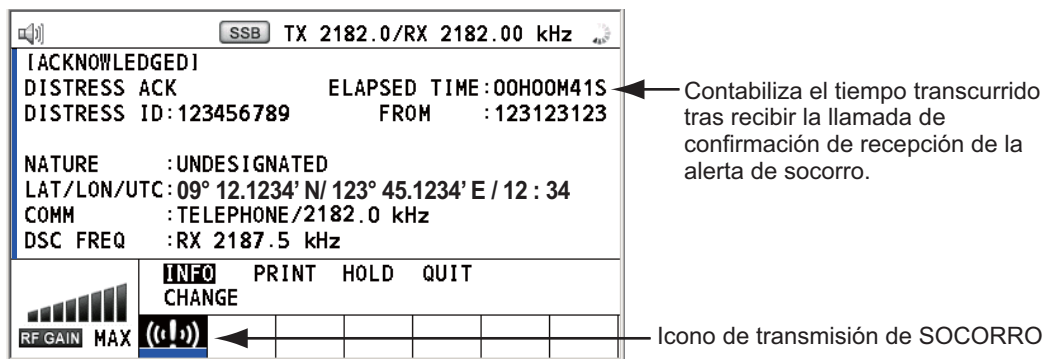 SSB TX 2182.0/RX 2182.00 kHz
[ACKNOWLEDGED]
DISTRESS ACK ELAPSED TIME:00H00M41S
DISTRESS ID:123456789 FROM :123123123
NATURE :UNDESIGNATED
LAT/LON/UTC:09° 12.1234’ N/ 123° 45.1234’ E / 12 : 34
COMM :TELEPHONE/2182.0 kHz
DSC FREQ :RX 2187.5 kHz
INFO PRINT HOLD QUIT
CHANGE
RF GAIN MAX
Contabiliza el tiempo transcurrido
tras recibir la llamada de
confirmación de recepción de la
alerta de socorro.
Icono de transmisión de SOCORRO